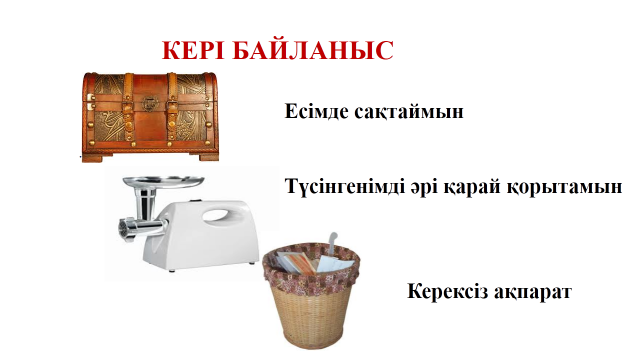 КЕРІ БАЙЛАНЫС
Есімде сақтаймын
Түсінгенімді әрі қарай қорытамын
Керексіз ақпарат